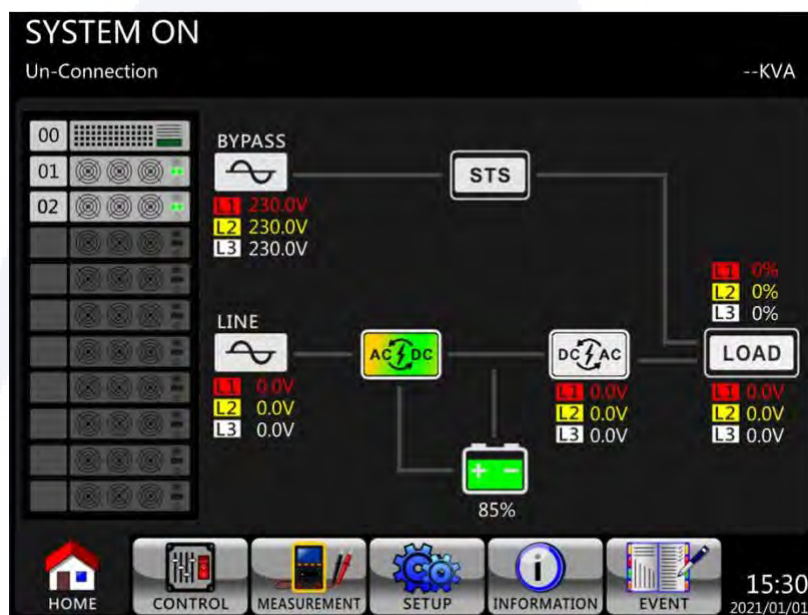 SYSTEM ON
Un-Connection
--KVA
00
01
02
BYPASS
L1 230.0V
L2 230.0V
L3 230.0V
STS
LINE
L1 0.0V
L2 0.0V
L3 0.0V
AC DC
DC AC
L1 0.0V
L2 0.0V
L3 0.0V
L1 0%
L2 0%
L3 0%
LOAD
L1 0.0V
L2 0.0V
L3 0.0V
+ −
85%
HOME
CONTROL
MEASUREMENT
SETUP
INFORMATION
EVENT
15:30
2021/01/01